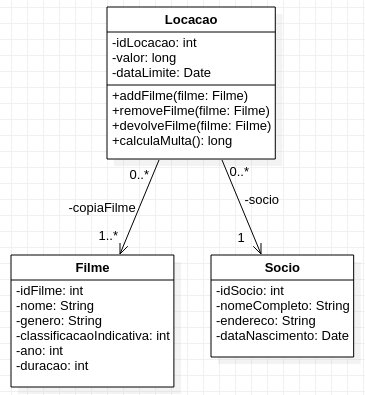 Locacao
-idLocacao: int
-valor: long
-dataLimite: Date
+addFilme(filme: Filme)
+removeFilme(filme: Filme)
+devolveFilme(filme: Filme)
+calculaMulta(): long
0..*
0..*
-copiaFilme
-socio
1..*
1
Filme
-idFilme: int
-nome: String
-genero: String
-classificacaoIndicativa: int
-ano: int
-duracao: int
Socio
-idSocio: int
-nomeCompleto: String
-endereco: String
-dataNascimento: Date